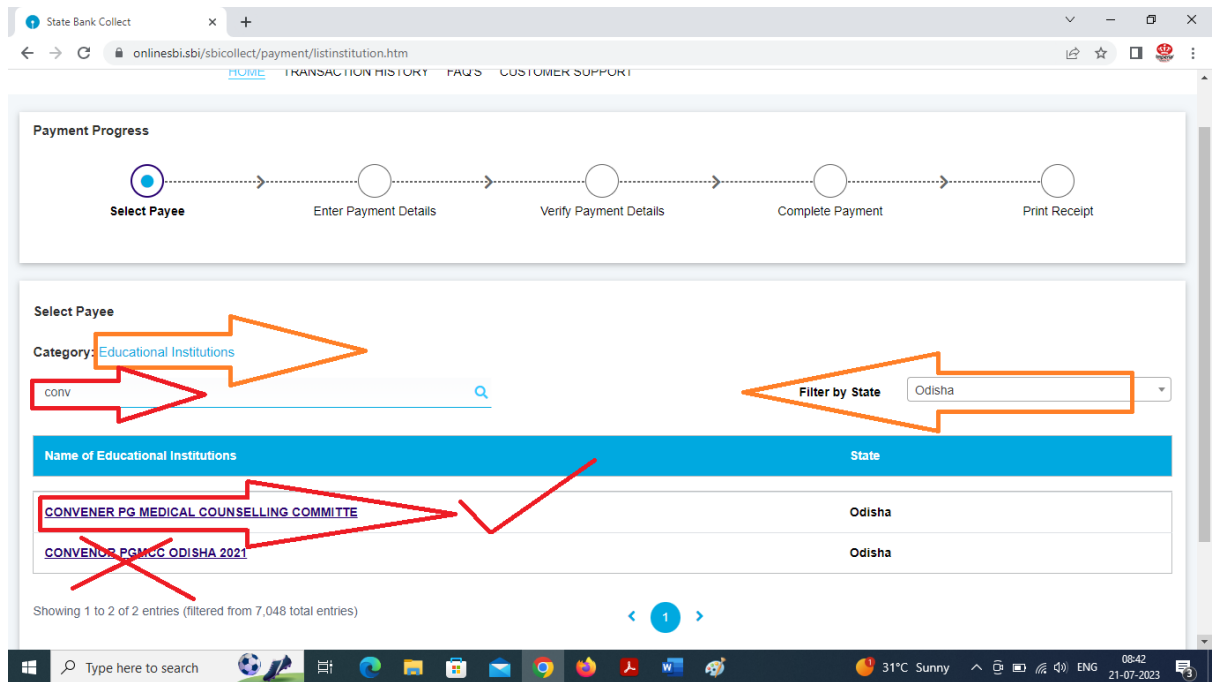 State Bank Collect
onlinesbi.sbi/sbicollect/payment/listinstitution.htm
HOME TRANSACTION HISTORY FAQ'S CUSTOMER SUPPORT
Payment Progress
Select Payee Enter Payment Details Verify Payment Details Complete Payment Print Receipt
Select Payee
Category: Educational Institutions
conv Filter by State Odisha
Name of Educational Institutions State
CONVENER PG MEDICAL COUNSELLING COMMITTE Odisha
CONVENOR PGMCC ODISHA 2021 Odisha
Showing 1 to 2 of 2 entries (filtered from 7,048 total entries) 1
Type here to search 31°C Sunny ENG 08:42
21-07-2023 3